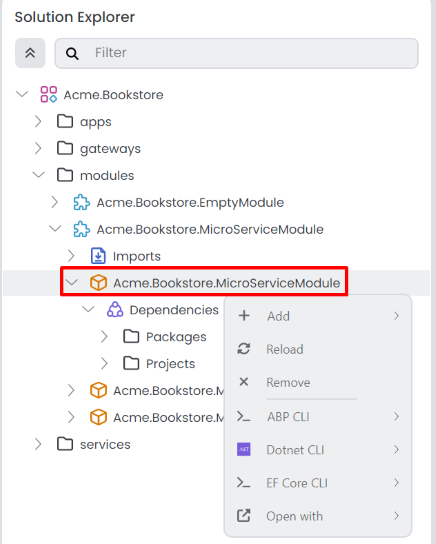 Solution Explorer
Filter
Acme.Bookstore
apps
gateways
modules
Acme.Bookstore.EmptyModule
Acme.Bookstore.MicroServiceModule
Imports
Acme.Bookstore.MicroServiceModule
Dependencies
Add
Packages
Reload
Projects
Remove
Acme.Bookstore.M
ABP CLI
Acme.Bookstore.M
.NET
Dotnet CLI
services
EF Core CLI
Open with